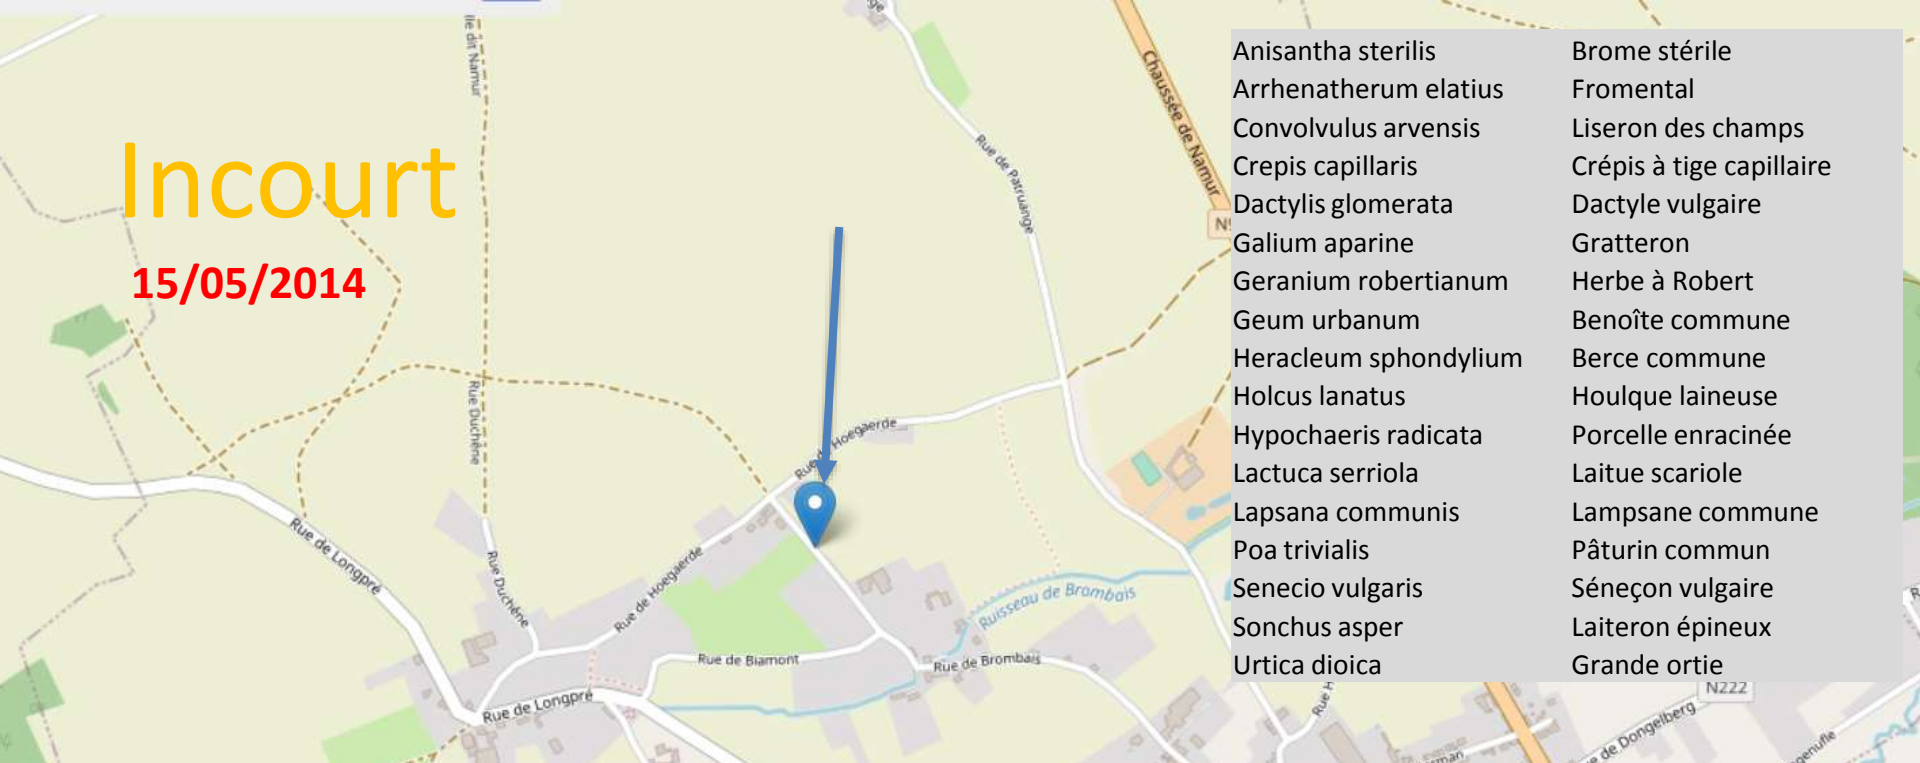 lle dit Namur
Chaussée de Namur
Anisantha sterilis Brome stérile
Arrhenatherum elatius Fromental
Convolvulus arvensis Liseron des champs
Incourt
Rue de Patruange
Crepis capillaris Crépis à tige capillaire
Dactylis glomerata Dactyle vulgaire
Galium aparine Gratteron
15/05/2014
Geranium robertianum Herbe à Robert
Geum urbanum Benoîte commune
Heracleum sphondylium Berce commune
Holcus lanatus Houlque laineuse
Rue Duchêne
Rue de Hoegaerde
Hypochaeris radicata Porcelle enracinée
Lactuca serriola Laitue scariole
Lapsana communis Lampsane commune
Rue de Longpré
Poa trivialis Pâturin commun
Rue Duchêne
Rue de Hoegaerde
Ruisseau de Brombais
Senecio vulgaris Séneçon vulgaire
Sonchus asper Laiteron épineux
Rue de Biamont
Rue de Brombais
Urtica dioica Grande ortie
N222
Rue de Longpré
Rue H
de Dongelberg